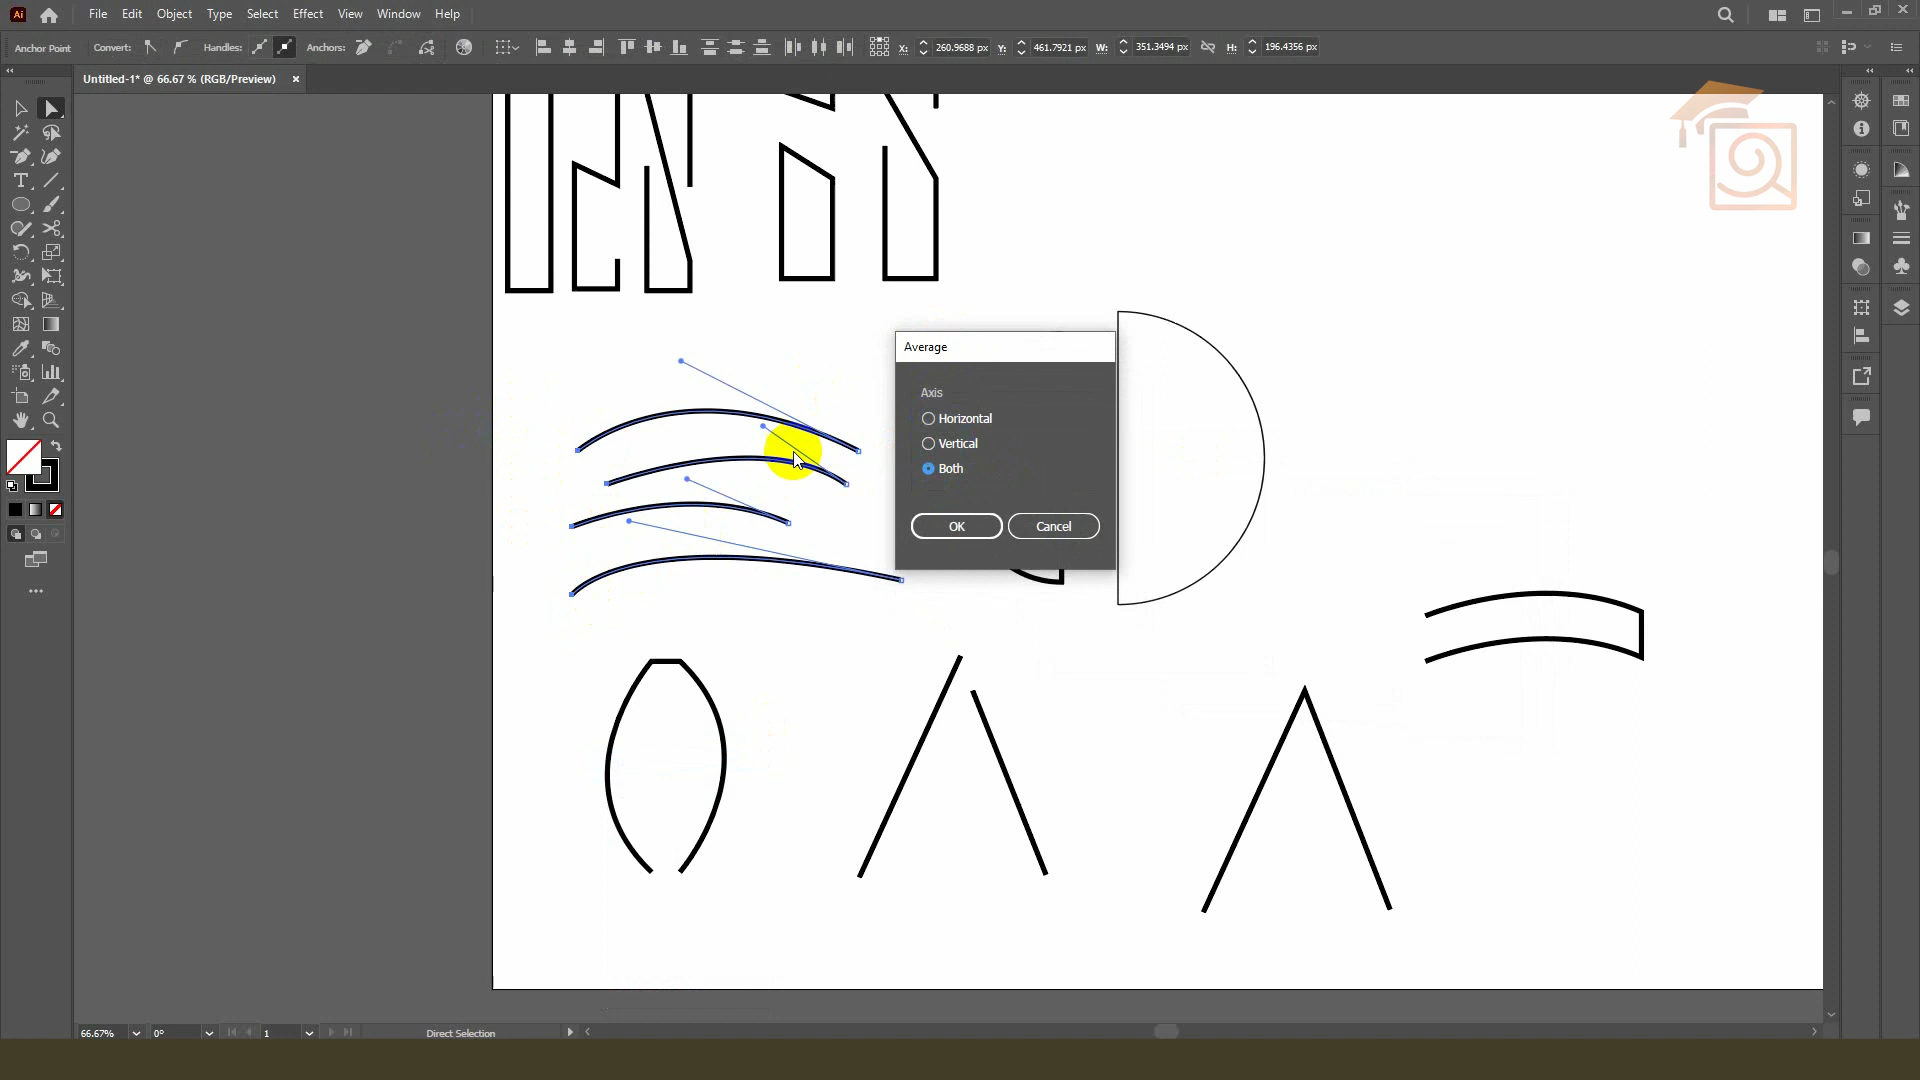 Ai File Edit Object Type Select Effect View Window Help
Anchor Point Convert: Handles: Anchors: X: 260.9688 px Y: 461.7921 px W: 351.3494 px H: 196.4356 px
Untitled-1* @ 66.67 % (RGB/Preview)
Average
Axis
Horizontal
Vertical
Both
OK Cancel
66.67% 0° 1 Direct Selection